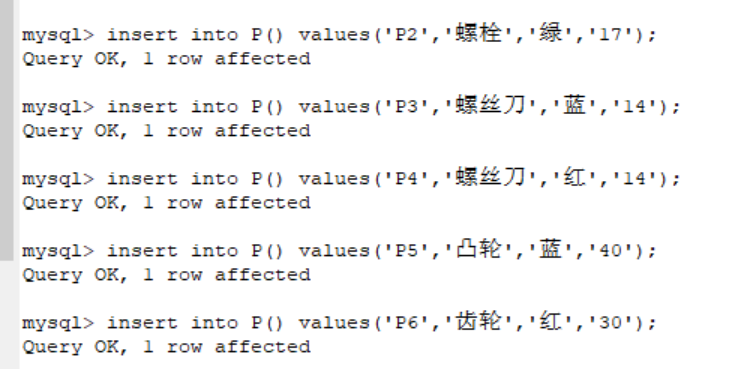 mysql> insert into P() values('P2','螺栓','绿','17');
Query OK, 1 row affected
mysql> insert into P() values('P3','螺丝刀','蓝','14');
Query OK, 1 row affected
mysql> insert into P() values('P4','螺丝刀','红','14');
Query OK, 1 row affected
mysql> insert into P() values('P5','凸轮','蓝','40');
Query OK, 1 row affected
mysql> insert into P() values('P6','齿轮','红','30');
Query OK, 1 row affected